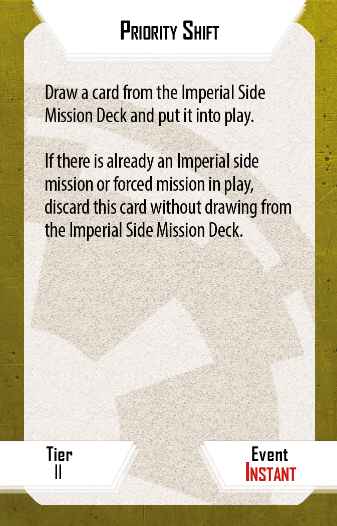 PRIORITY SHIFT
Draw a card from the Imperial Side
Mission Deck and put it into play.
If there is already an Imperial side
mission or forced mission in play,
discard this card without drawing from
the Imperial Side Mission Deck.
Tier
II
Event
INSTANT